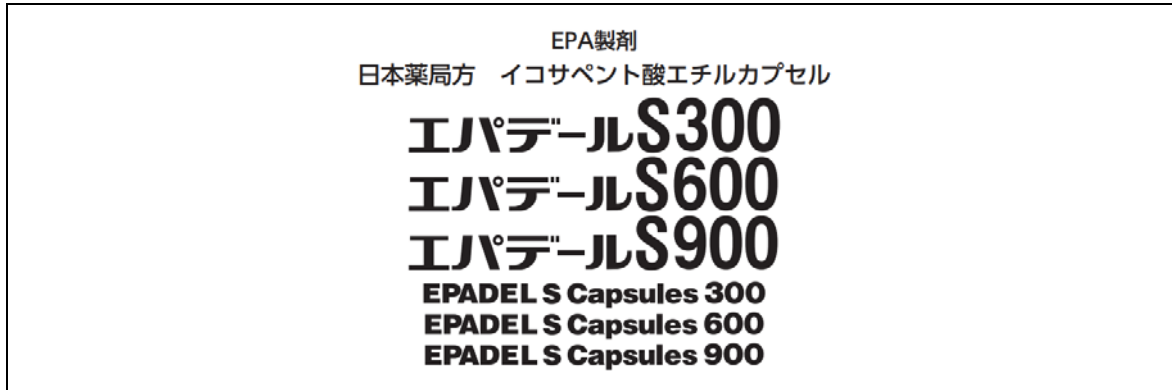 EPA製剤
日本薬局方　イコサペント酸エチルカプセル
エパデールS300
エパデールS600
エパデールS900
EPADEL S Capsules 300
EPADEL S Capsules 600
EPADEL S Capsules 900